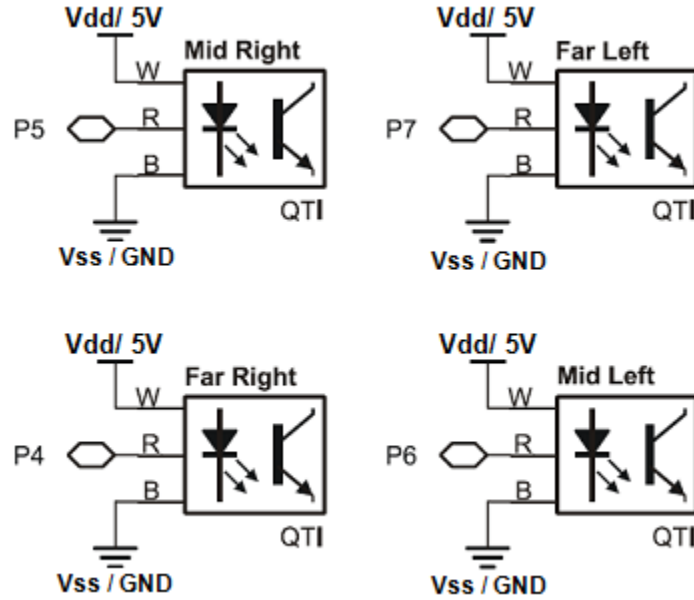 Vdd/ 5V
Mid Right
W
P5
R
B
QTI
Vss / GND
Vdd/ 5V
Far Left
W
P7
R
B
QTI
Vss / GND
Vdd/ 5V
Far Right
W
P4
R
B
QTI
Vss / GND
Vdd/ 5V
Mid Left
W
P6
R
B
QTI
Vss / GND